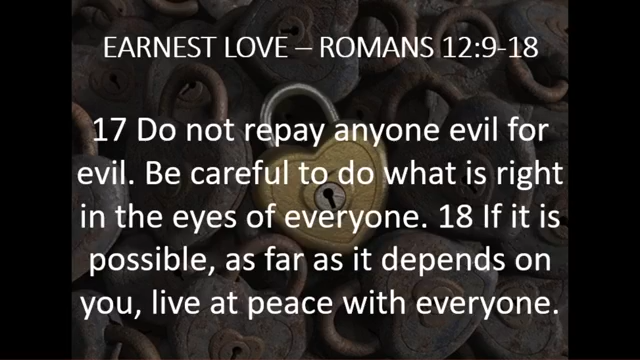 EARNEST LOVE – ROMANS 12:9-18
17 Do not repay anyone evil for
evil. Be careful to do what is right
in the eyes of everyone. 18 If it is
possible, as far as it depends on
you, live at peace with everyone.